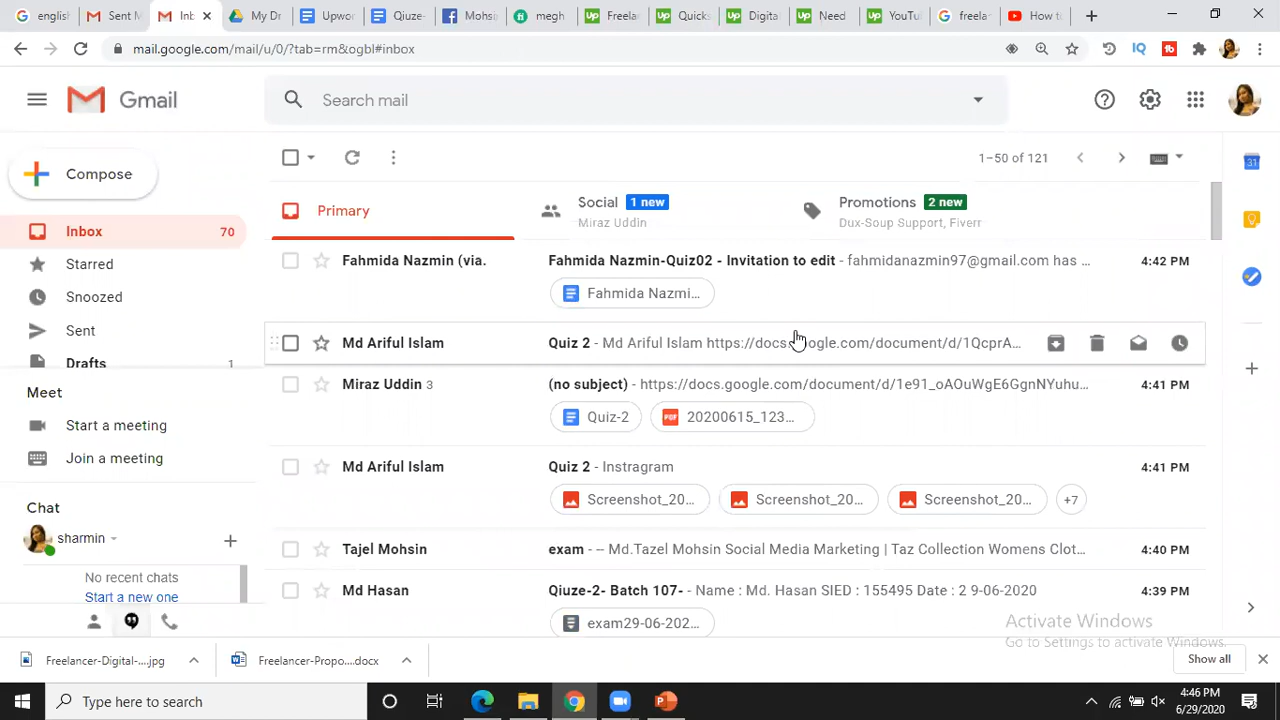 english
Sent M
Inb
My Dr
Upwor
Qiuze-
Mohsi
megh
Freela
Quicks
Digita
Need
YouTu
freela-
How t
mail.google.com/mail/u/0/?tab=rm&ogbl#inbox
IQ
Gmail
Search mail
Compose
1–50 of 121
31
Primary
Social 1 new
Miraz Uddin
Promotions 2 new
Dux-Soup Support, Fiverr
Inbox 70
Starred
Snoozed
Sent
Drafts 1
Fahmida Nazmin (via. Fahmida Nazmin-Quiz02 - Invitation to edit - fahmidanazmin97@gmail.com has ... 4:42 PM
Fahmida Nazmi...
Md Ariful Islam Quiz 2 - Md Ariful Islam https://docs.google.com/document/d/1QcprA...
Miraz Uddin 3 (no subject) - https://docs.google.com/document/d/1e91_oAOuWgE6GgnNYuhu... 4:41 PM
Quiz-2
PDF 20200615_123...
Md Ariful Islam Quiz 2 - Instragram 4:41 PM
Screenshot_20...
Screenshot_20...
Screenshot_20...
+7
Tajel Mohsin exam - -- Md.Tazel Mohsin Social Media Marketing | Taz Collection Womens Clot... 4:40 PM
Md Hasan Qiuze-2- Batch 107- - Name : Md. Hasan SIED : 155495 Date : 2 9-06-2020 4:39 PM
exam29-06-202...
Meet
Start a meeting
Join a meeting
Chat
sharmin
No recent chats
Start a new one
Activate Windows
Go to Settings to activate Windows.
Freelancer-Digital-....jpg
Freelancer-Propo....docx
Show all
Type here to search
4:46 PM
6/29/2020